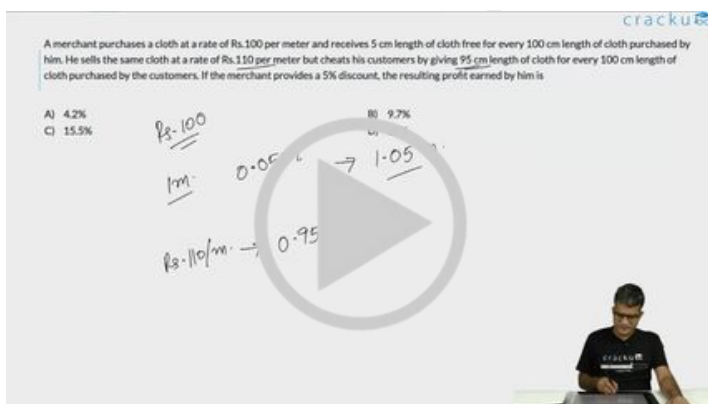 cracku
A merchant purchases a cloth at a rate of Rs.100 per meter and receives 5 cm length of cloth free for every 100 cm length of cloth purchased by
him. He sells the same cloth at a rate of Rs.110 per meter but cheats his customers by giving 95 cm length of cloth for every 100 cm length of
cloth purchased by the customers. If the merchant provides a 5% discount, the resulting profit earned by him is
A) 4.2% B) 9.7%
C) 15.5%
Rs-100
1m. 0.05 → 1.05
Rs.110/m. → 0.95
cracku